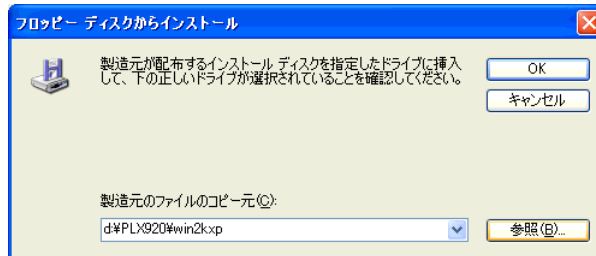 フロッピー ディスクからインストール
製造元が配布するインストール ディスクを指定したドライブに挿入
して、下の正しいドライブが選択されていることを確認してください。
OK
キャンセル
製造元のファイルのコピー元(C):
d:¥PLX920¥win2kxp
参照(B)...